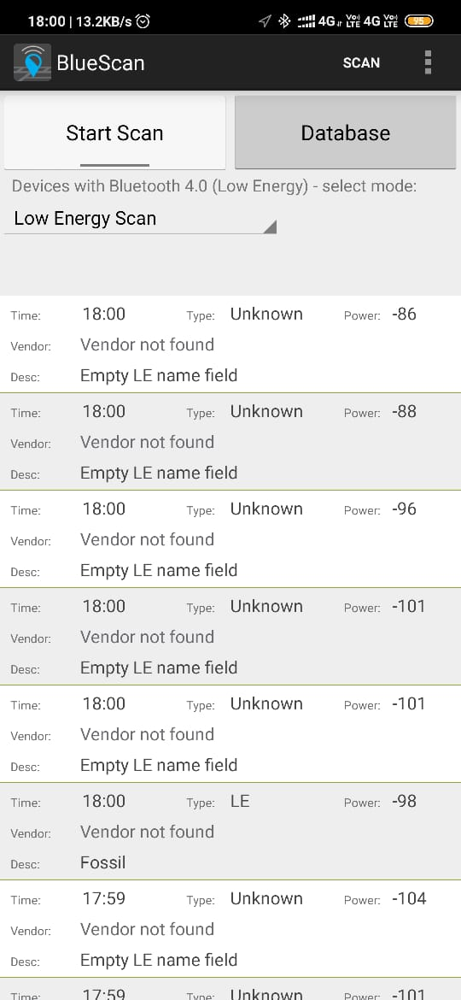 18:00 | 13.2KB/s 4G Vo) LTE 4G Vo) LTE 95
BlueScan SCAN
Start Scan Database
Devices with Bluetooth 4.0 (Low Energy) - select mode:
Low Energy Scan
Time: 18:00 Type: Unknown Power: -86
Vendor: Vendor not found
Desc: Empty LE name field
Time: 18:00 Type: Unknown Power: -88
Vendor: Vendor not found
Desc: Empty LE name field
Time: 18:00 Type: Unknown Power: -96
Vendor: Vendor not found
Desc: Empty LE name field
Time: 18:00 Type: Unknown Power: -101
Vendor: Vendor not found
Desc: Empty LE name field
Time: 18:00 Type: Unknown Power: -101
Vendor: Vendor not found
Desc: Empty LE name field
Time: 18:00 Type: LE Power: -98
Vendor: Vendor not found
Desc: Fossil
Time: 17:59 Type: Unknown Power: -104
Vendor: Vendor not found
Desc: Empty LE name field
Time: 17:59 Type: Unknown Power: -101